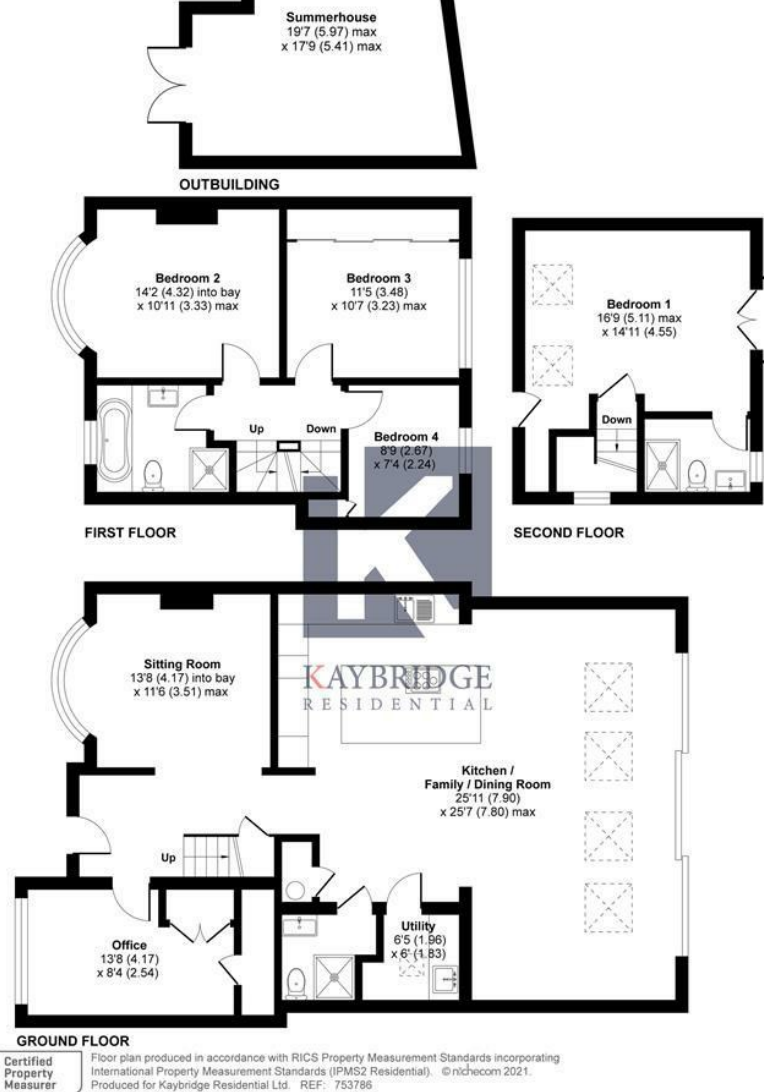 Summerhouse
19'7 (5.97) max
x 17'9 (5.41) max
OUTBUILDING
Bedroom 2
14'2 (4.32) into bay
x 10'11 (3.33) max
Bedroom 3
11'5 (3.48)
x 10'7 (3.23) max
Up
Down
Bedroom 4
8'9 (2.67)
x 7'4 (2.24)
FIRST FLOOR
Bedroom 1
16'9 (5.11) max
x 14'11 (4.55)
Down
SECOND FLOOR
KAYBRIDGE
RESIDENTIAL
Sitting Room
13'8 (4.17) into bay
x 11'6 (3.51) max
Kitchen /
Family / Dining Room
25'11 (7.90)
x 25'7 (7.80) max
Up
Office
13'8 (4.17)
x 8'4 (2.54)
Utility
6'5 (1.96)
x 6' (1.83)
GROUND FLOOR
Certified
Property
Measurer
Floor plan produced in accordance with RICS Property Measurement Standards incorporating
International Property Measurement Standards (IPMS2 Residential). © nichecom 2021.
Produced for Kaybridge Residential Ltd. REF: 753786